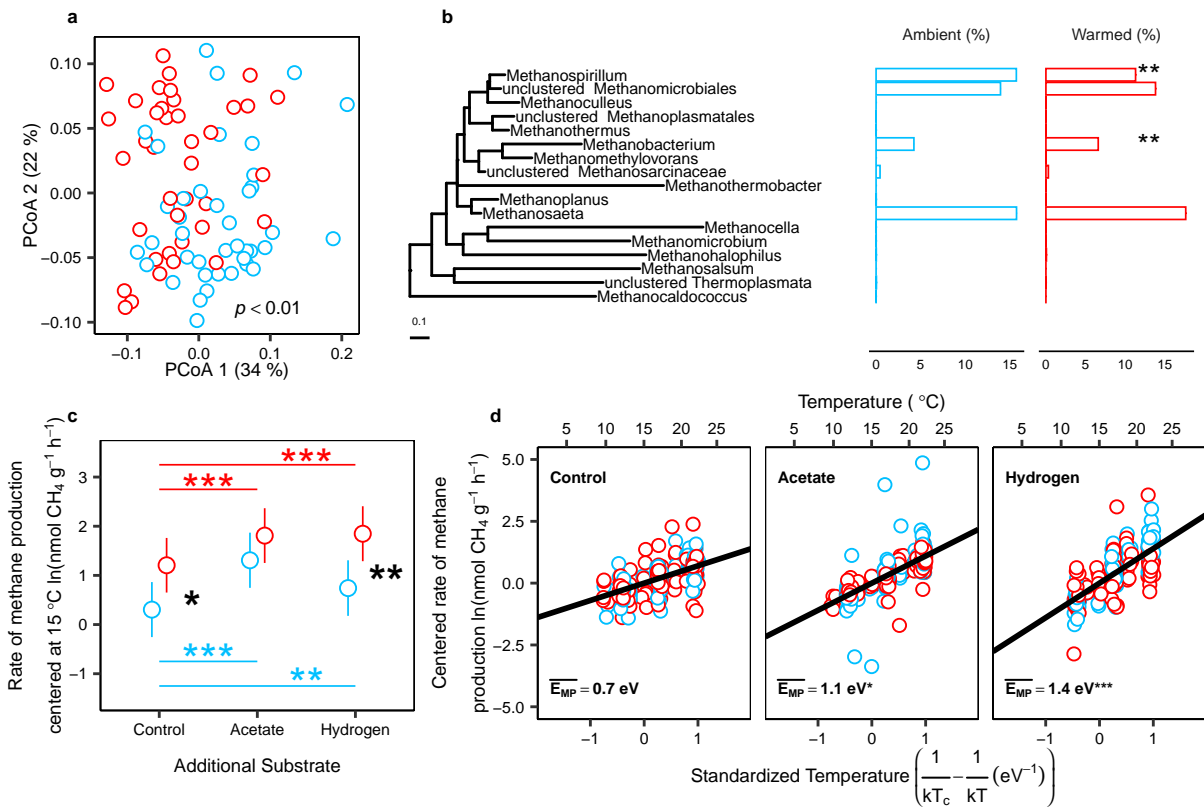 a
0.10
0.05
0.00
−0.05
−0.10
PCoA 2 (22 %)
p < 0.01
−0.1
0.0
0.1
0.2
PCoA 1 (34 %)
b
Ambient (%)
Warmed (%)
Methanospirillum
unclustered Methanomicrobiales
Methanoculleus
unclustered Methanoplasmatales
Methanothermus
Methanobacterium
Methanomethylovorans
unclustered Methanosarcinaceae
Methanothermobacter
Methanoplanus
Methanosaeta
Methanocella
Methanomicrobium
Methanohalophilus
Methanosalsum
unclustered Thermoplasmata
Methanocaldococcus
0.1
**
**
0 5 10 15
0 5 10 15
c
Rate of methane production
centered at 15 °C ln(nmol CH₄ g⁻¹ h⁻¹)
3
2
1
0
−1
***
***
*
**
***
**
Control
Acetate
Hydrogen
Additional Substrate
d
Temperature ( °C)
5 10 15 20 25
5 10 15 20 25
5 10 15 20 25
Centered rate of methane
production ln(nmol CH₄ g⁻¹ h⁻¹)
5.0
2.5
0.0
−2.5
−5.0
Control
Acetate
Hydrogen
E̅_MP = 0.7 eV
E̅_MP = 1.1 eV*
E̅_MP = 1.4 eV***
−1 0 1
−1 0 1
−1 0 1
Standardized Temperature (1/kT_c − 1/kT (eV⁻¹))